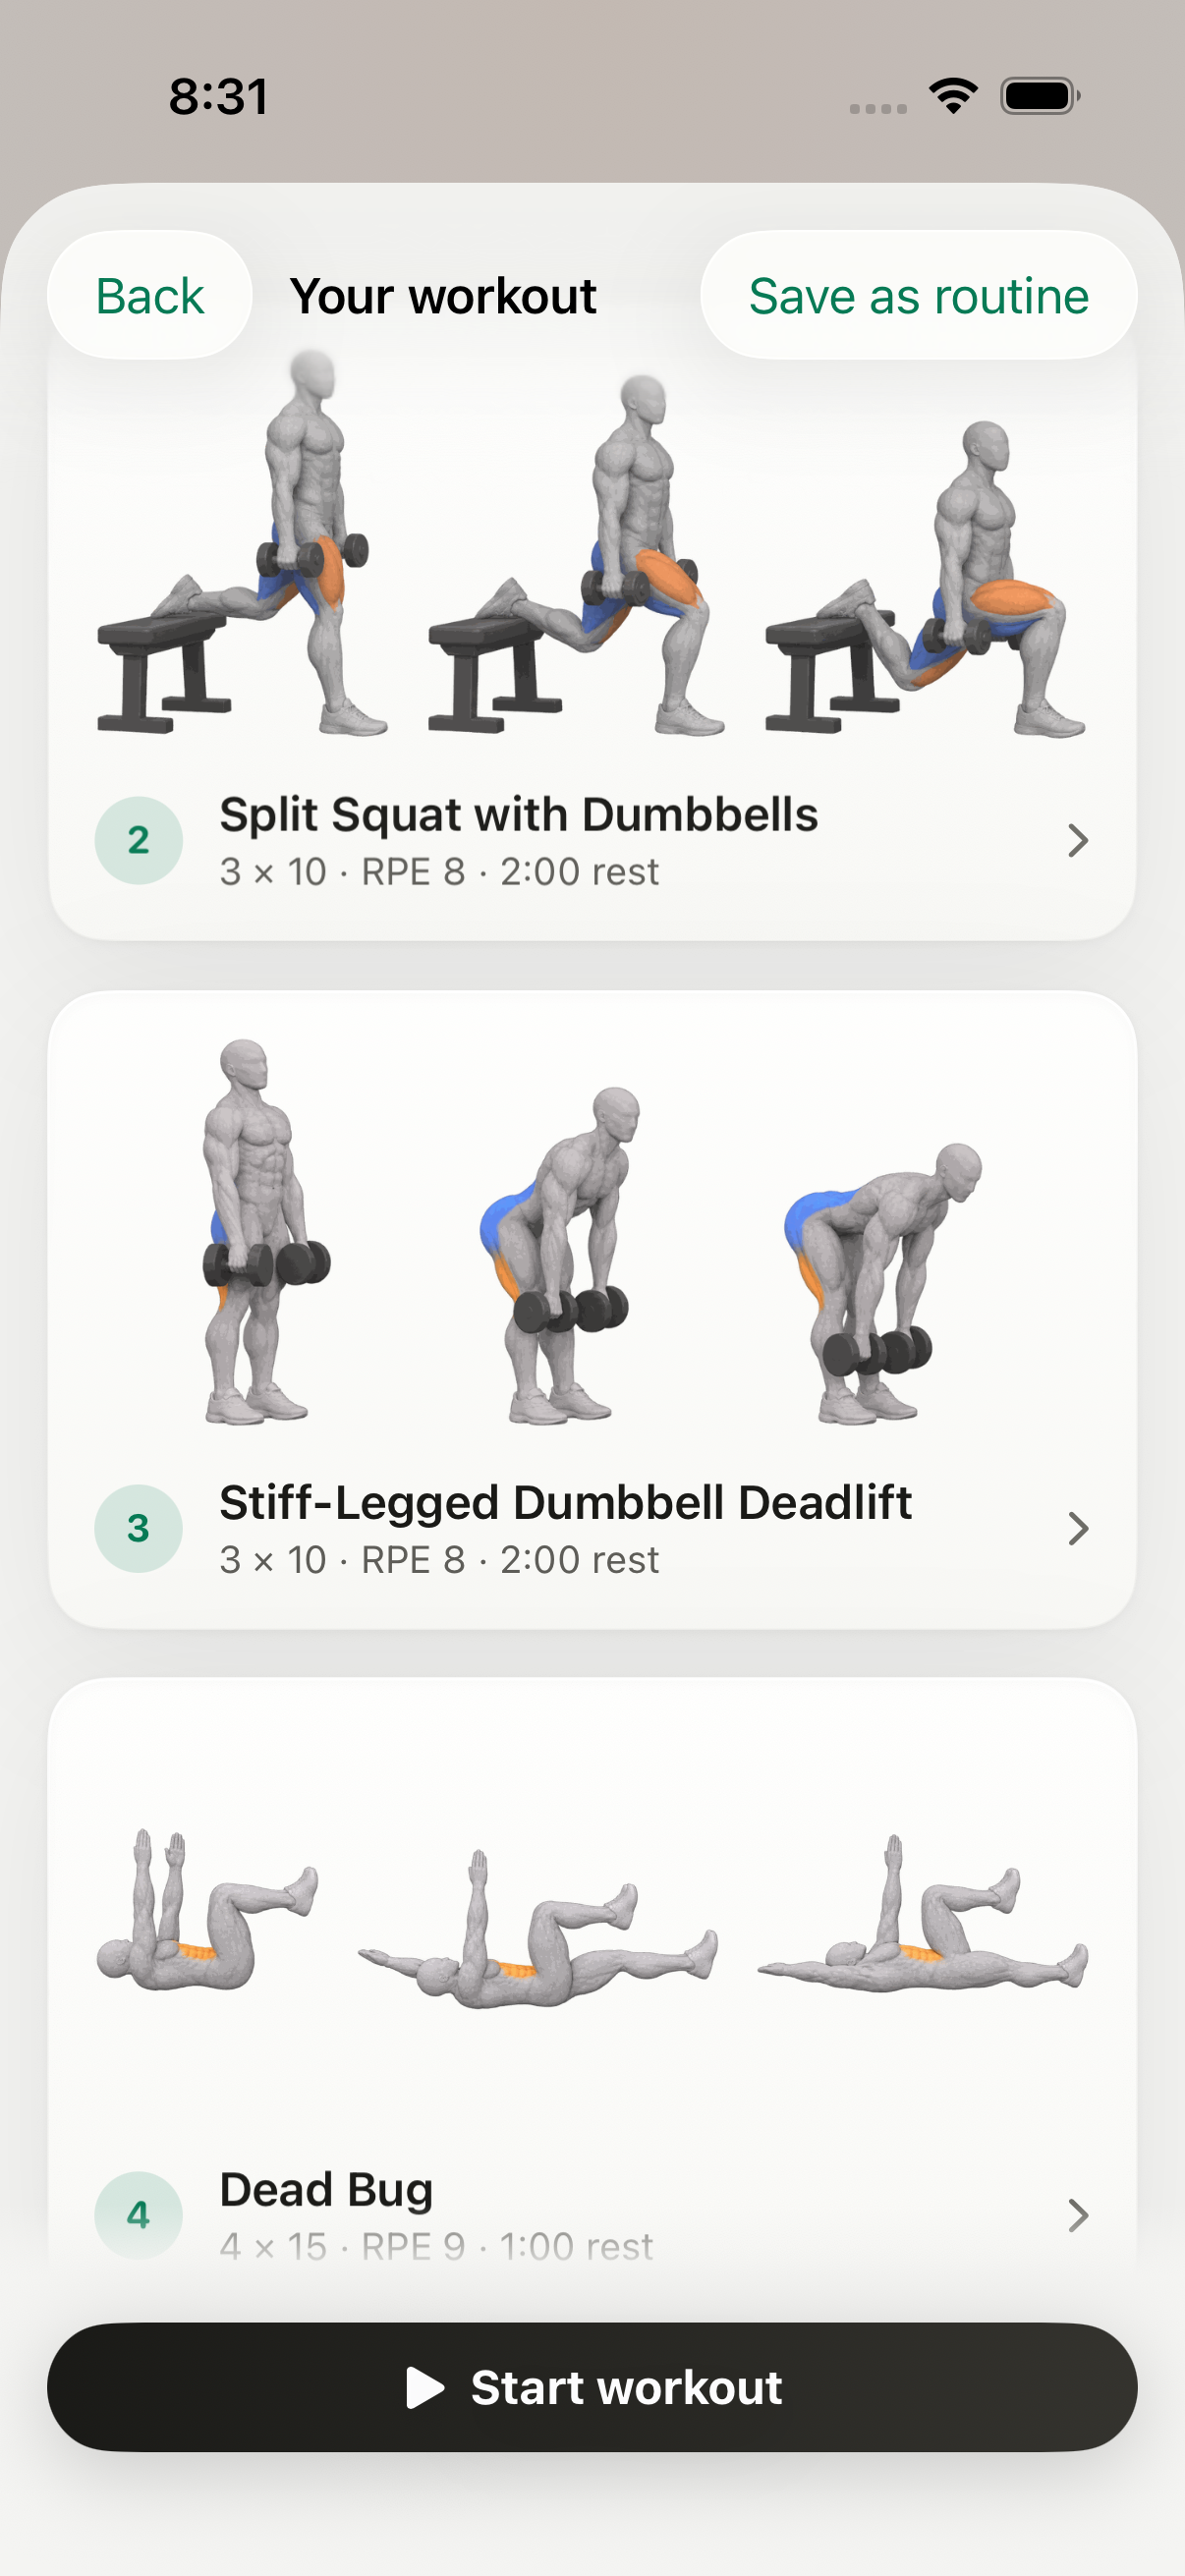 8:31
Back
Your workout
Save as routine
2
Split Squat with Dumbbells
3 × 10 · RPE 8 · 2:00 rest
3
Stiff-Legged Dumbbell Deadlift
3 × 10 · RPE 8 · 2:00 rest
4
Dead Bug
4 × 15 · RPE 9 · 1:00 rest
Start workout